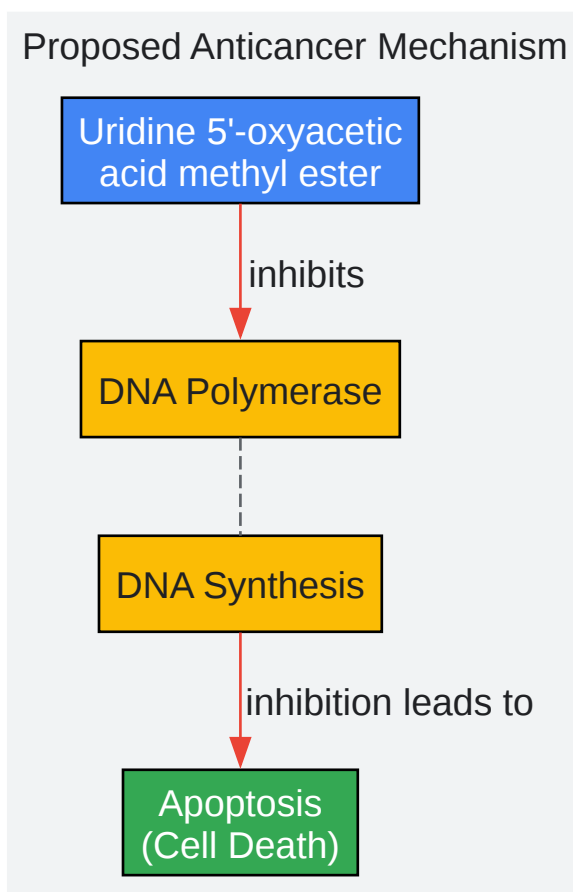 Proposed Anticancer Mechanism
Uridine 5'-oxyacetic
acid methyl ester
inhibits
DNA Polymerase
DNA Synthesis
inhibition leads to
Apoptosis
(Cell Death)